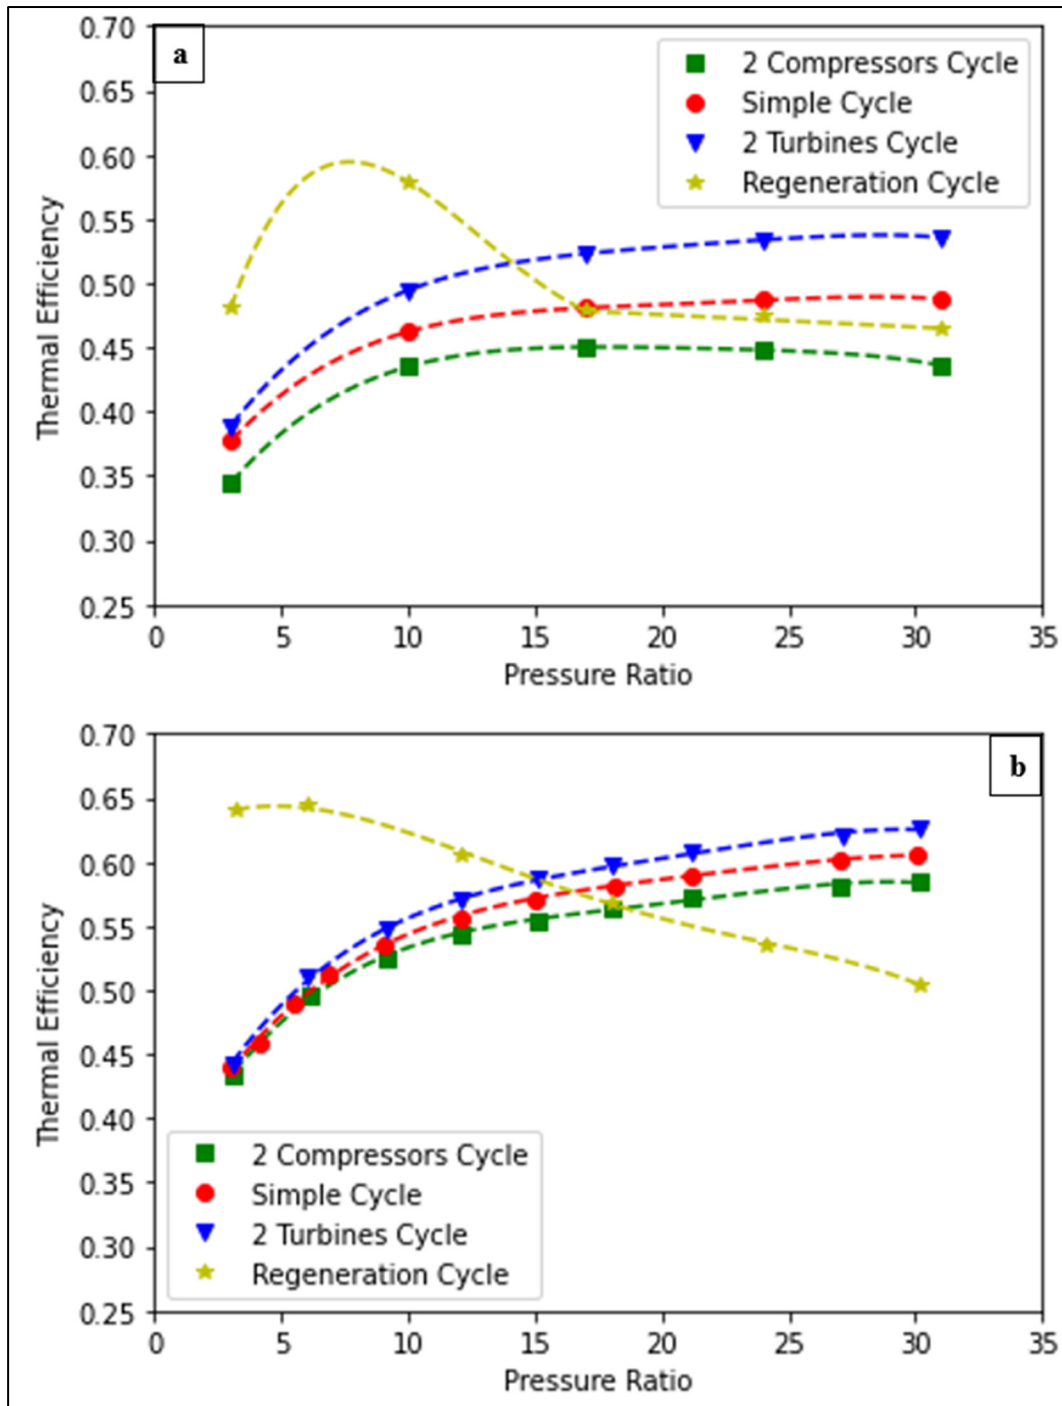 a
0.70
0.65
0.60
0.55
0.50
0.45
0.40
0.35
0.30
0.25
Thermal Efficiency
2 Compressors Cycle
Simple Cycle
2 Turbines Cycle
Regeneration Cycle
0 5 10 15 20 25 30 35
Pressure Ratio
b
0.70
0.65
0.60
0.55
0.50
0.45
0.40
0.35
0.30
0.25
Thermal Efficiency
2 Compressors Cycle
Simple Cycle
2 Turbines Cycle
Regeneration Cycle
0 5 10 15 20 25 30 35
Pressure Ratio